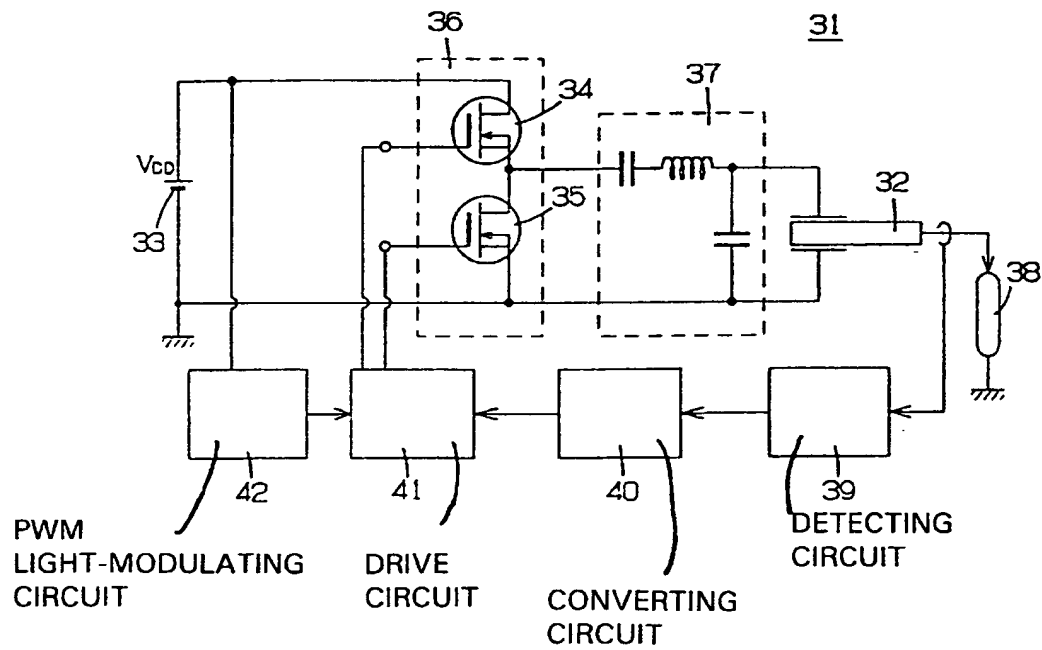 31
36
37
34
V_DD
32
35
33
38
42
41
40
39
PWM
LIGHT-MODULATING
CIRCUIT
DRIVE
CIRCUIT
CONVERTING
CIRCUIT
DETECTING
CIRCUIT